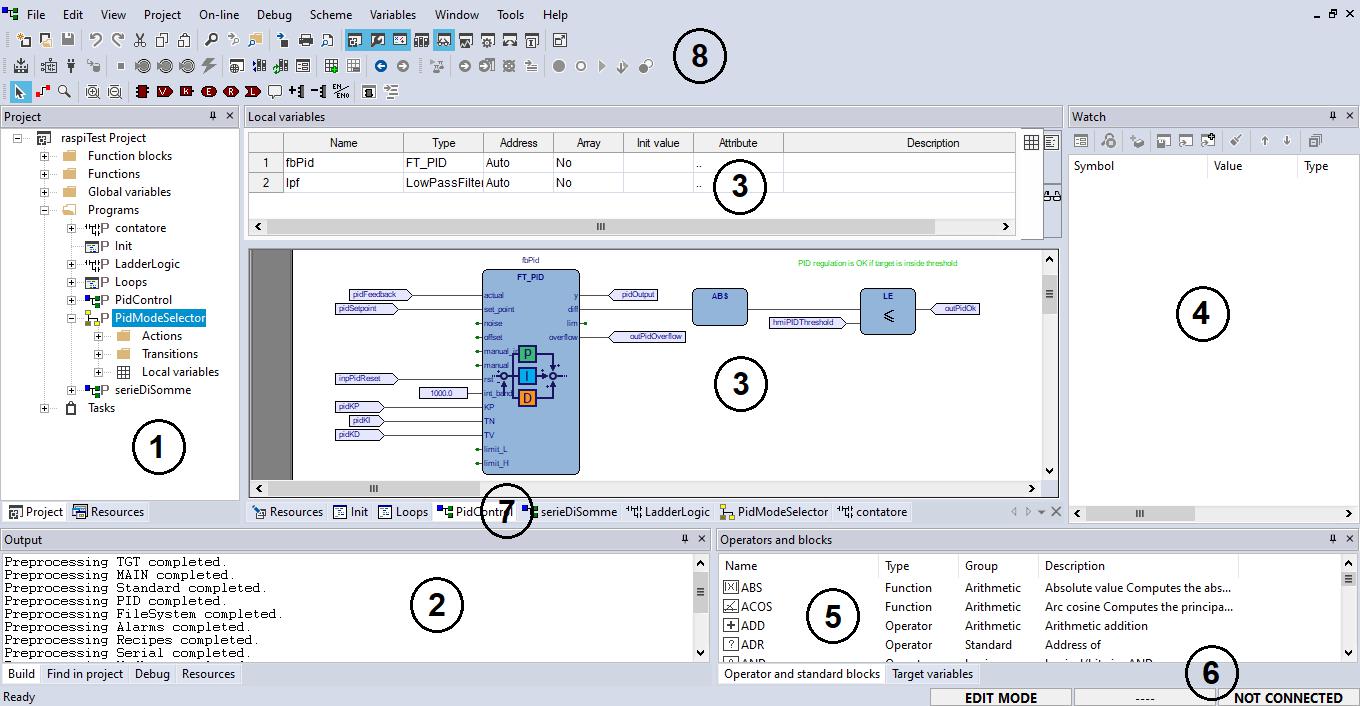 File Edit View Project On-line Debug Scheme Variables Window Tools Help
8
Project
raspiTest Project
Function blocks
Functions
Global variables
Programs
contatore
Init
LadderLogic
Loops
PidControl
PidModeSelector
Actions
Transitions
Local variables
serieDiSomme
Tasks
1
Project Resources
Local variables
Name Type Address Array Init value Attribute Description
1 fbPid FT_PID Auto No ..
2 lpf LowPassFilte Auto No ..
3
fbPid
FT_PID
PID regulation is OK if target is inside threshold
pidFeedback actual y pidOutput
pidSetpoint set_point diff
noise lim
offset overflow outPidOverflow
manual_in
manual
inpPidReset rst
1000.0 int_band
pidKP KP
pidKI TN
pidKD TV
limit_L
limit_H
P
I
D
ABS
LE
≤
hmiPIDThreshold
outPidOk
3
Resources Init Loops PidControl serieDiSomme LadderLogic PidModeSelector contatore
7
Watch
Symbol Value Type
4
Output
Preprocessing TGT completed.
Preprocessing MAIN completed.
Preprocessing Standard completed.
Preprocessing PID completed.
Preprocessing FileSystem completed.
Preprocessing Alarms completed.
Preprocessing Recipes completed.
Preprocessing Serial completed.
2
Build Find in project Debug Resources
Operators and blocks
Name Type Group Description
ABS Function Arithmetic Absolute value Computes the abs...
ACOS Function Arithmetic Arc cosine Computes the principa...
ADD Operator Arithmetic Arithmetic addition
ADR Operator Standard Address of
5
Operator and standard blocks Target variables
6
Ready EDIT MODE ---- NOT CONNECTED